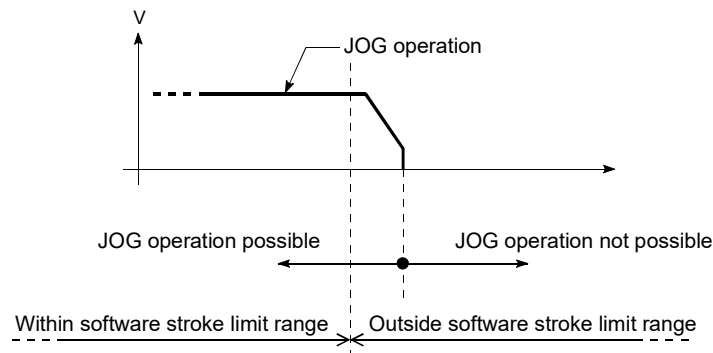 V
JOG operation
JOG operation possible
JOG operation not possible
Within software stroke limit range
Outside software stroke limit range